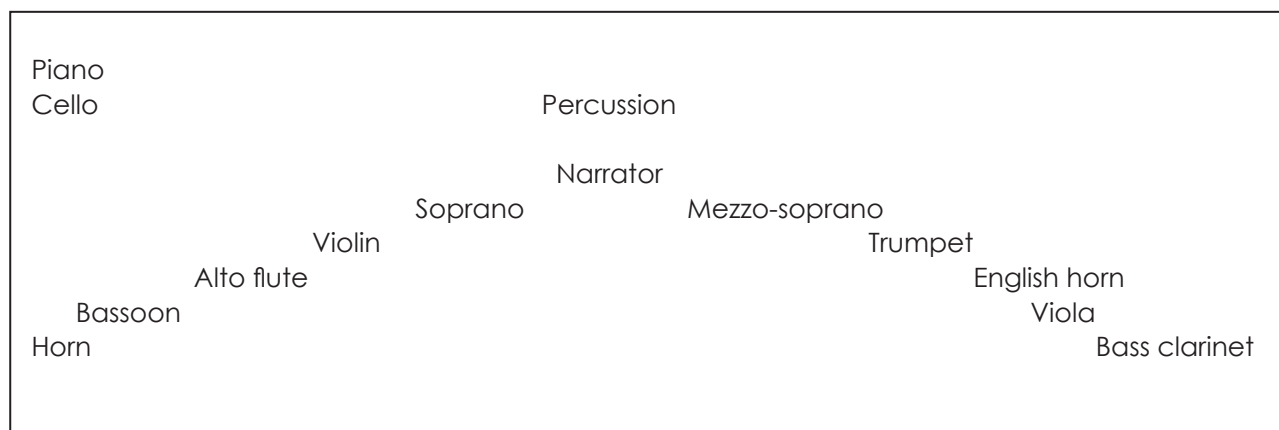 Piano
Cello Percussion
Narrator
Soprano Mezzo-soprano
Violin Trumpet
Alto flute English horn
Bassoon Viola
Horn Bass clarinet